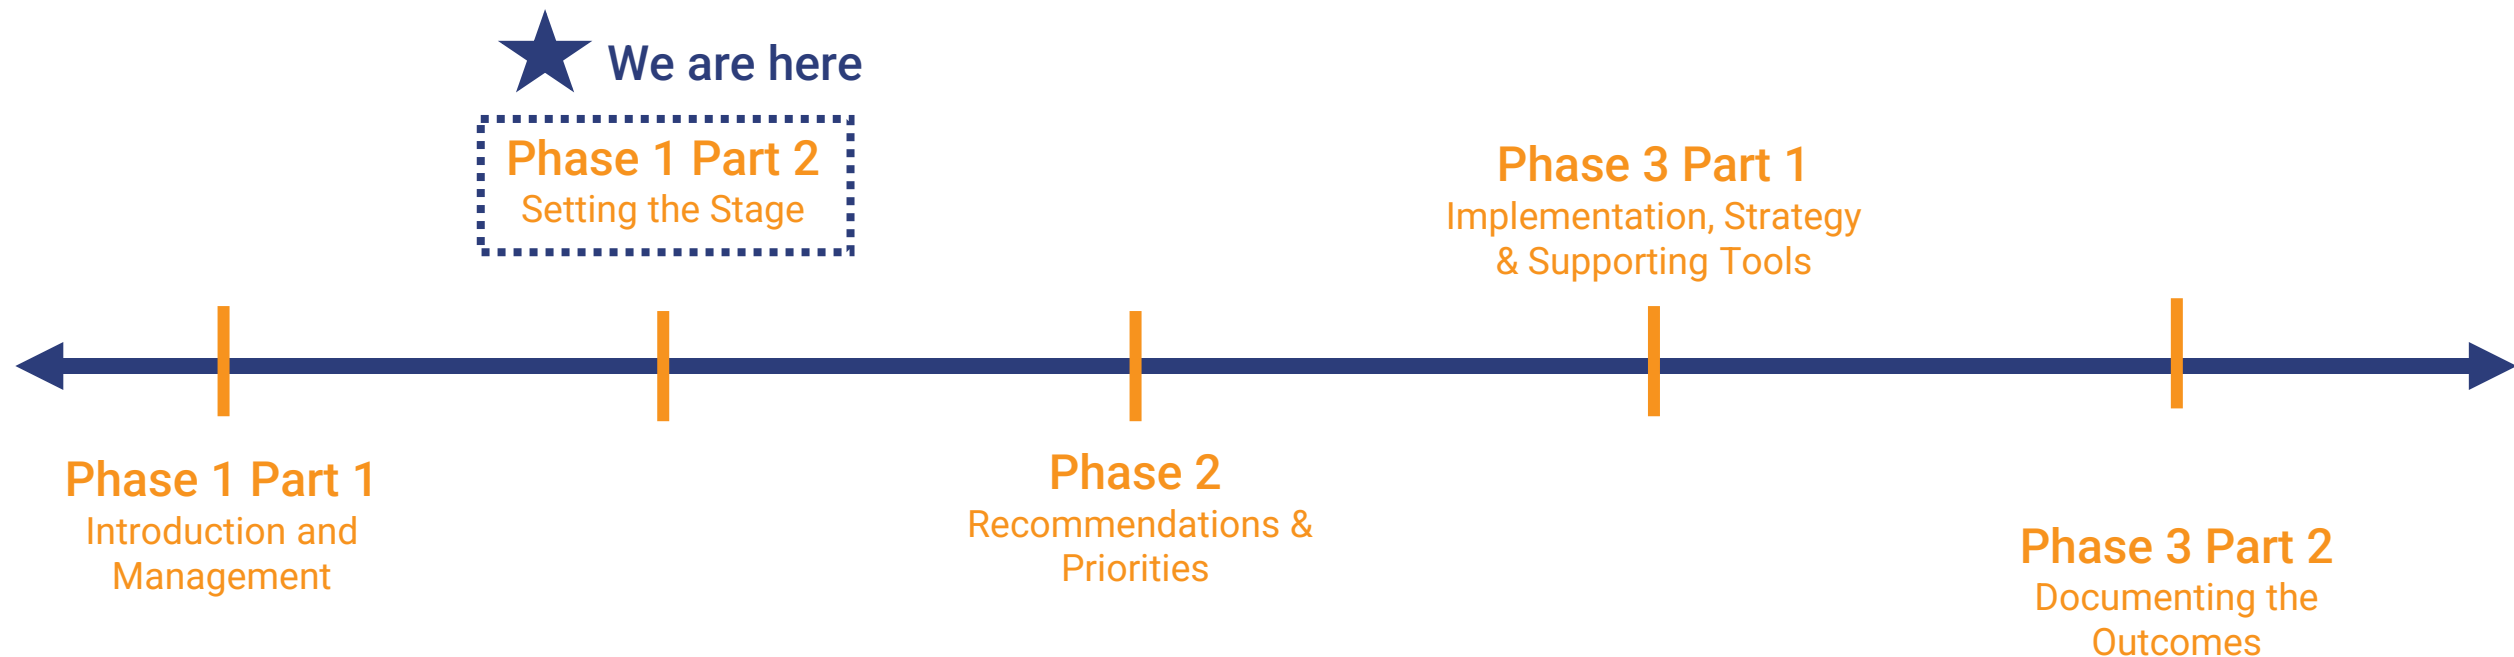 We are here
Phase 1 Part 2
Setting the Stage
Phase 3 Part 1
Implementation, Strategy
& Supporting Tools
Phase 1 Part 1
Introduction and
Management
Phase 2
Recommendations &
Priorities
Phase 3 Part 2
Documenting the
Outcomes